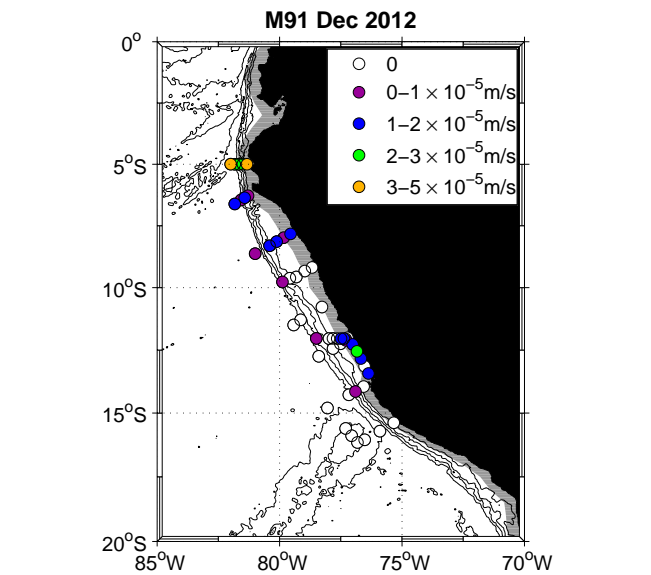 M91 Dec 2012
0°
0
0–1 × 10⁻⁵m/s
1–2 × 10⁻⁵m/s
2–3 × 10⁻⁵m/s
3–5 × 10⁻⁵m/s
5°S
10°S
15°S
20°S
85°W 80°W 75°W 70°W